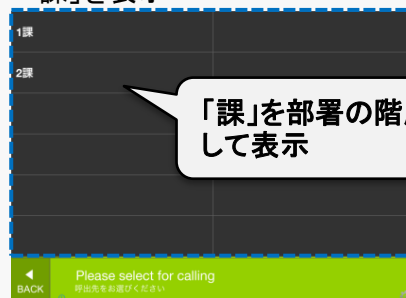 課」を表示
1課
2課
「課」を部署の階
して表示
BACK
Please select for calling
呼出先をお選びください